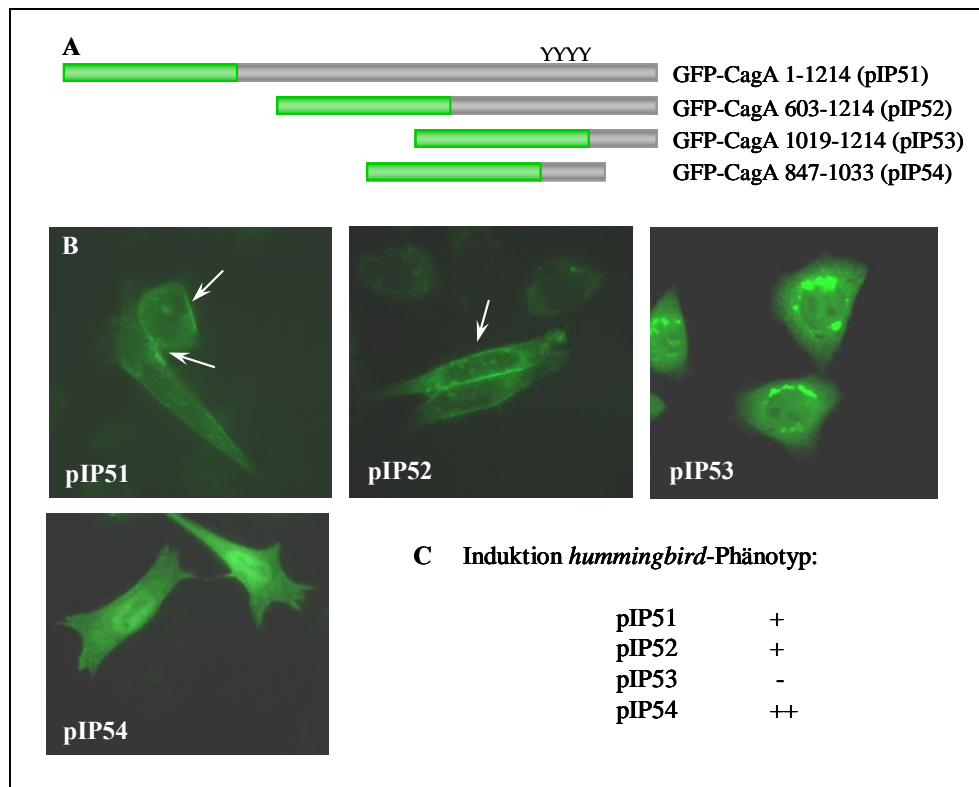 A
YYYY
GFP-CagA 1-1214 (pIP51)
GFP-CagA 603-1214 (pIP52)
GFP-CagA 1019-1214 (pIP53)
GFP-CagA 847-1033 (pIP54)
B
pIP51
pIP52
pIP53
pIP54
C Induktion hummingbird-Phänotyp:
pIP51 +
pIP52 +
pIP53 -
pIP54 ++